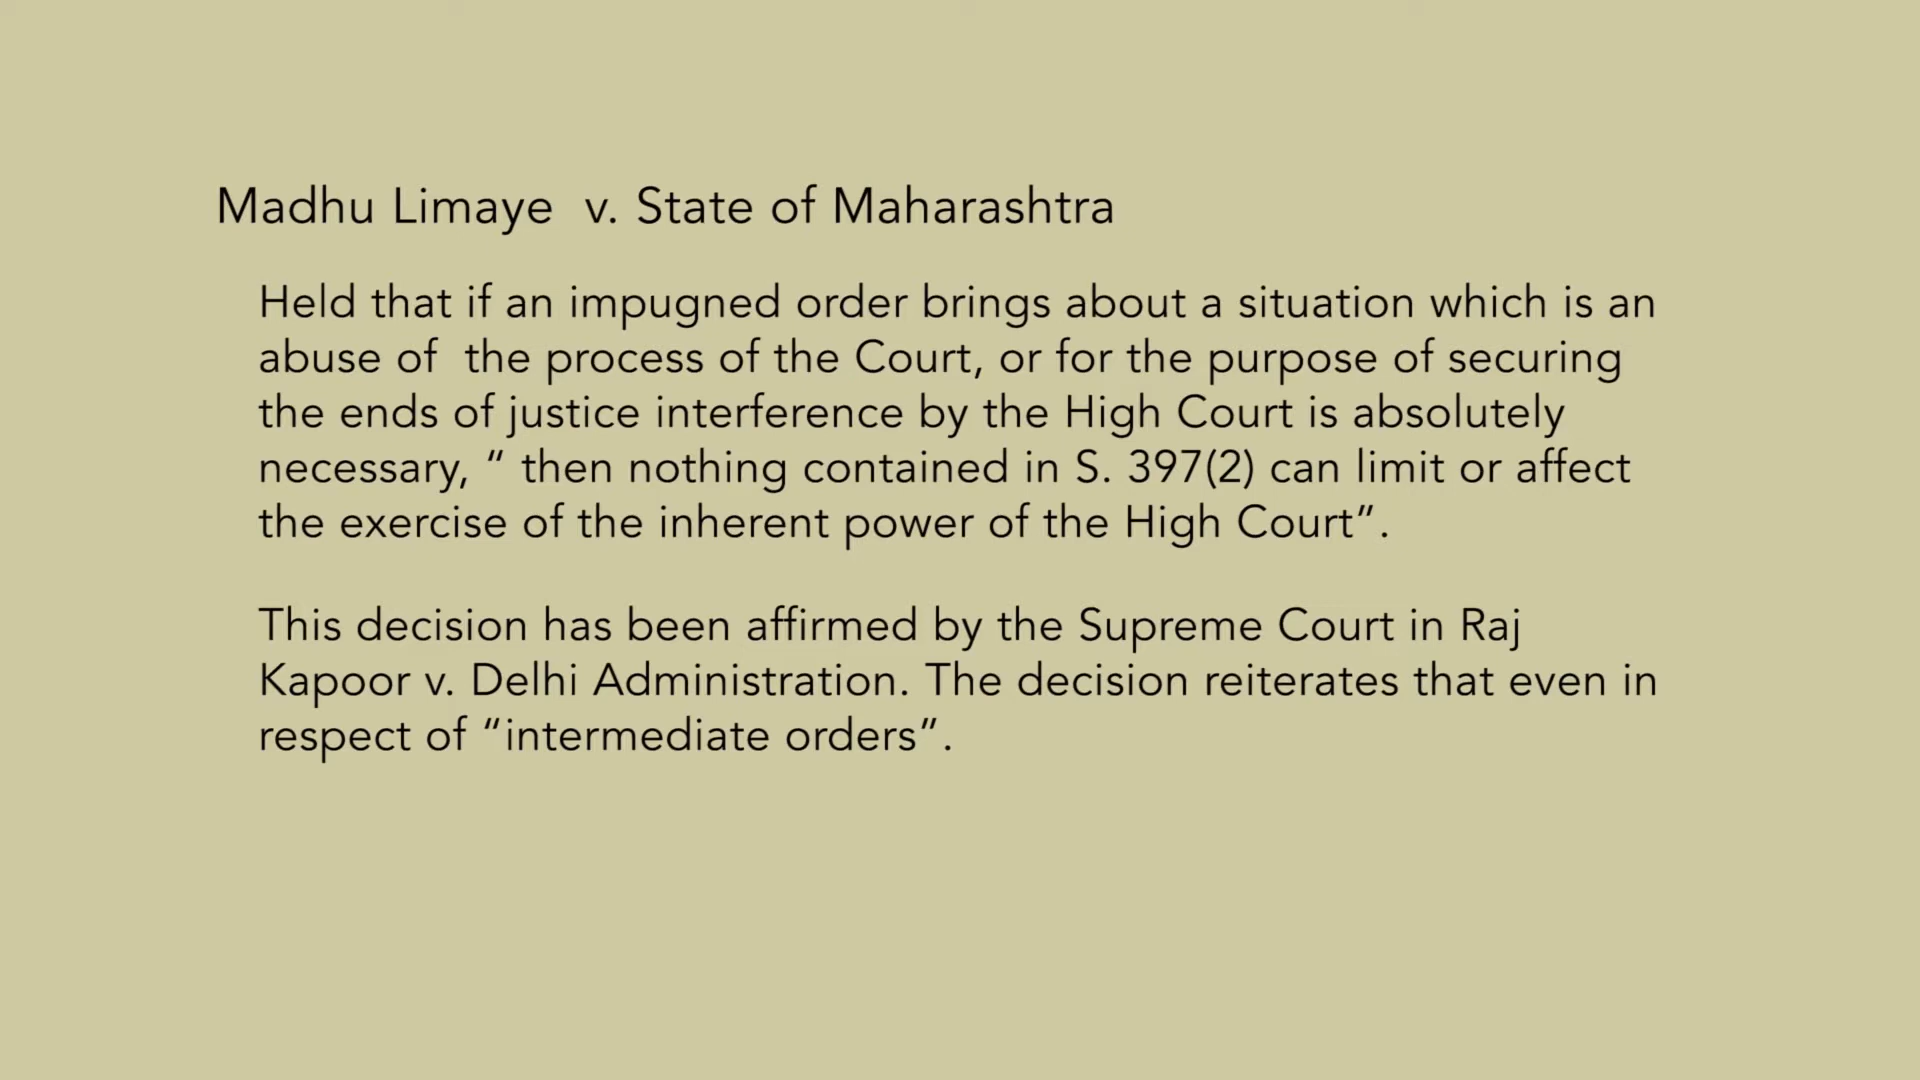 Madhu Limaye  v. State of Maharashtra
Held that if an impugned order brings about a situation which is an
abuse of  the process of the Court, or for the purpose of securing
the ends of justice interference by the High Court is absolutely
necessary, “ then nothing contained in S. 397(2) can limit or affect
the exercise of the inherent power of the High Court”.
This decision has been affirmed by the Supreme Court in Raj
Kapoor v. Delhi Administration. The decision reiterates that even in
respect of “intermediate orders”.